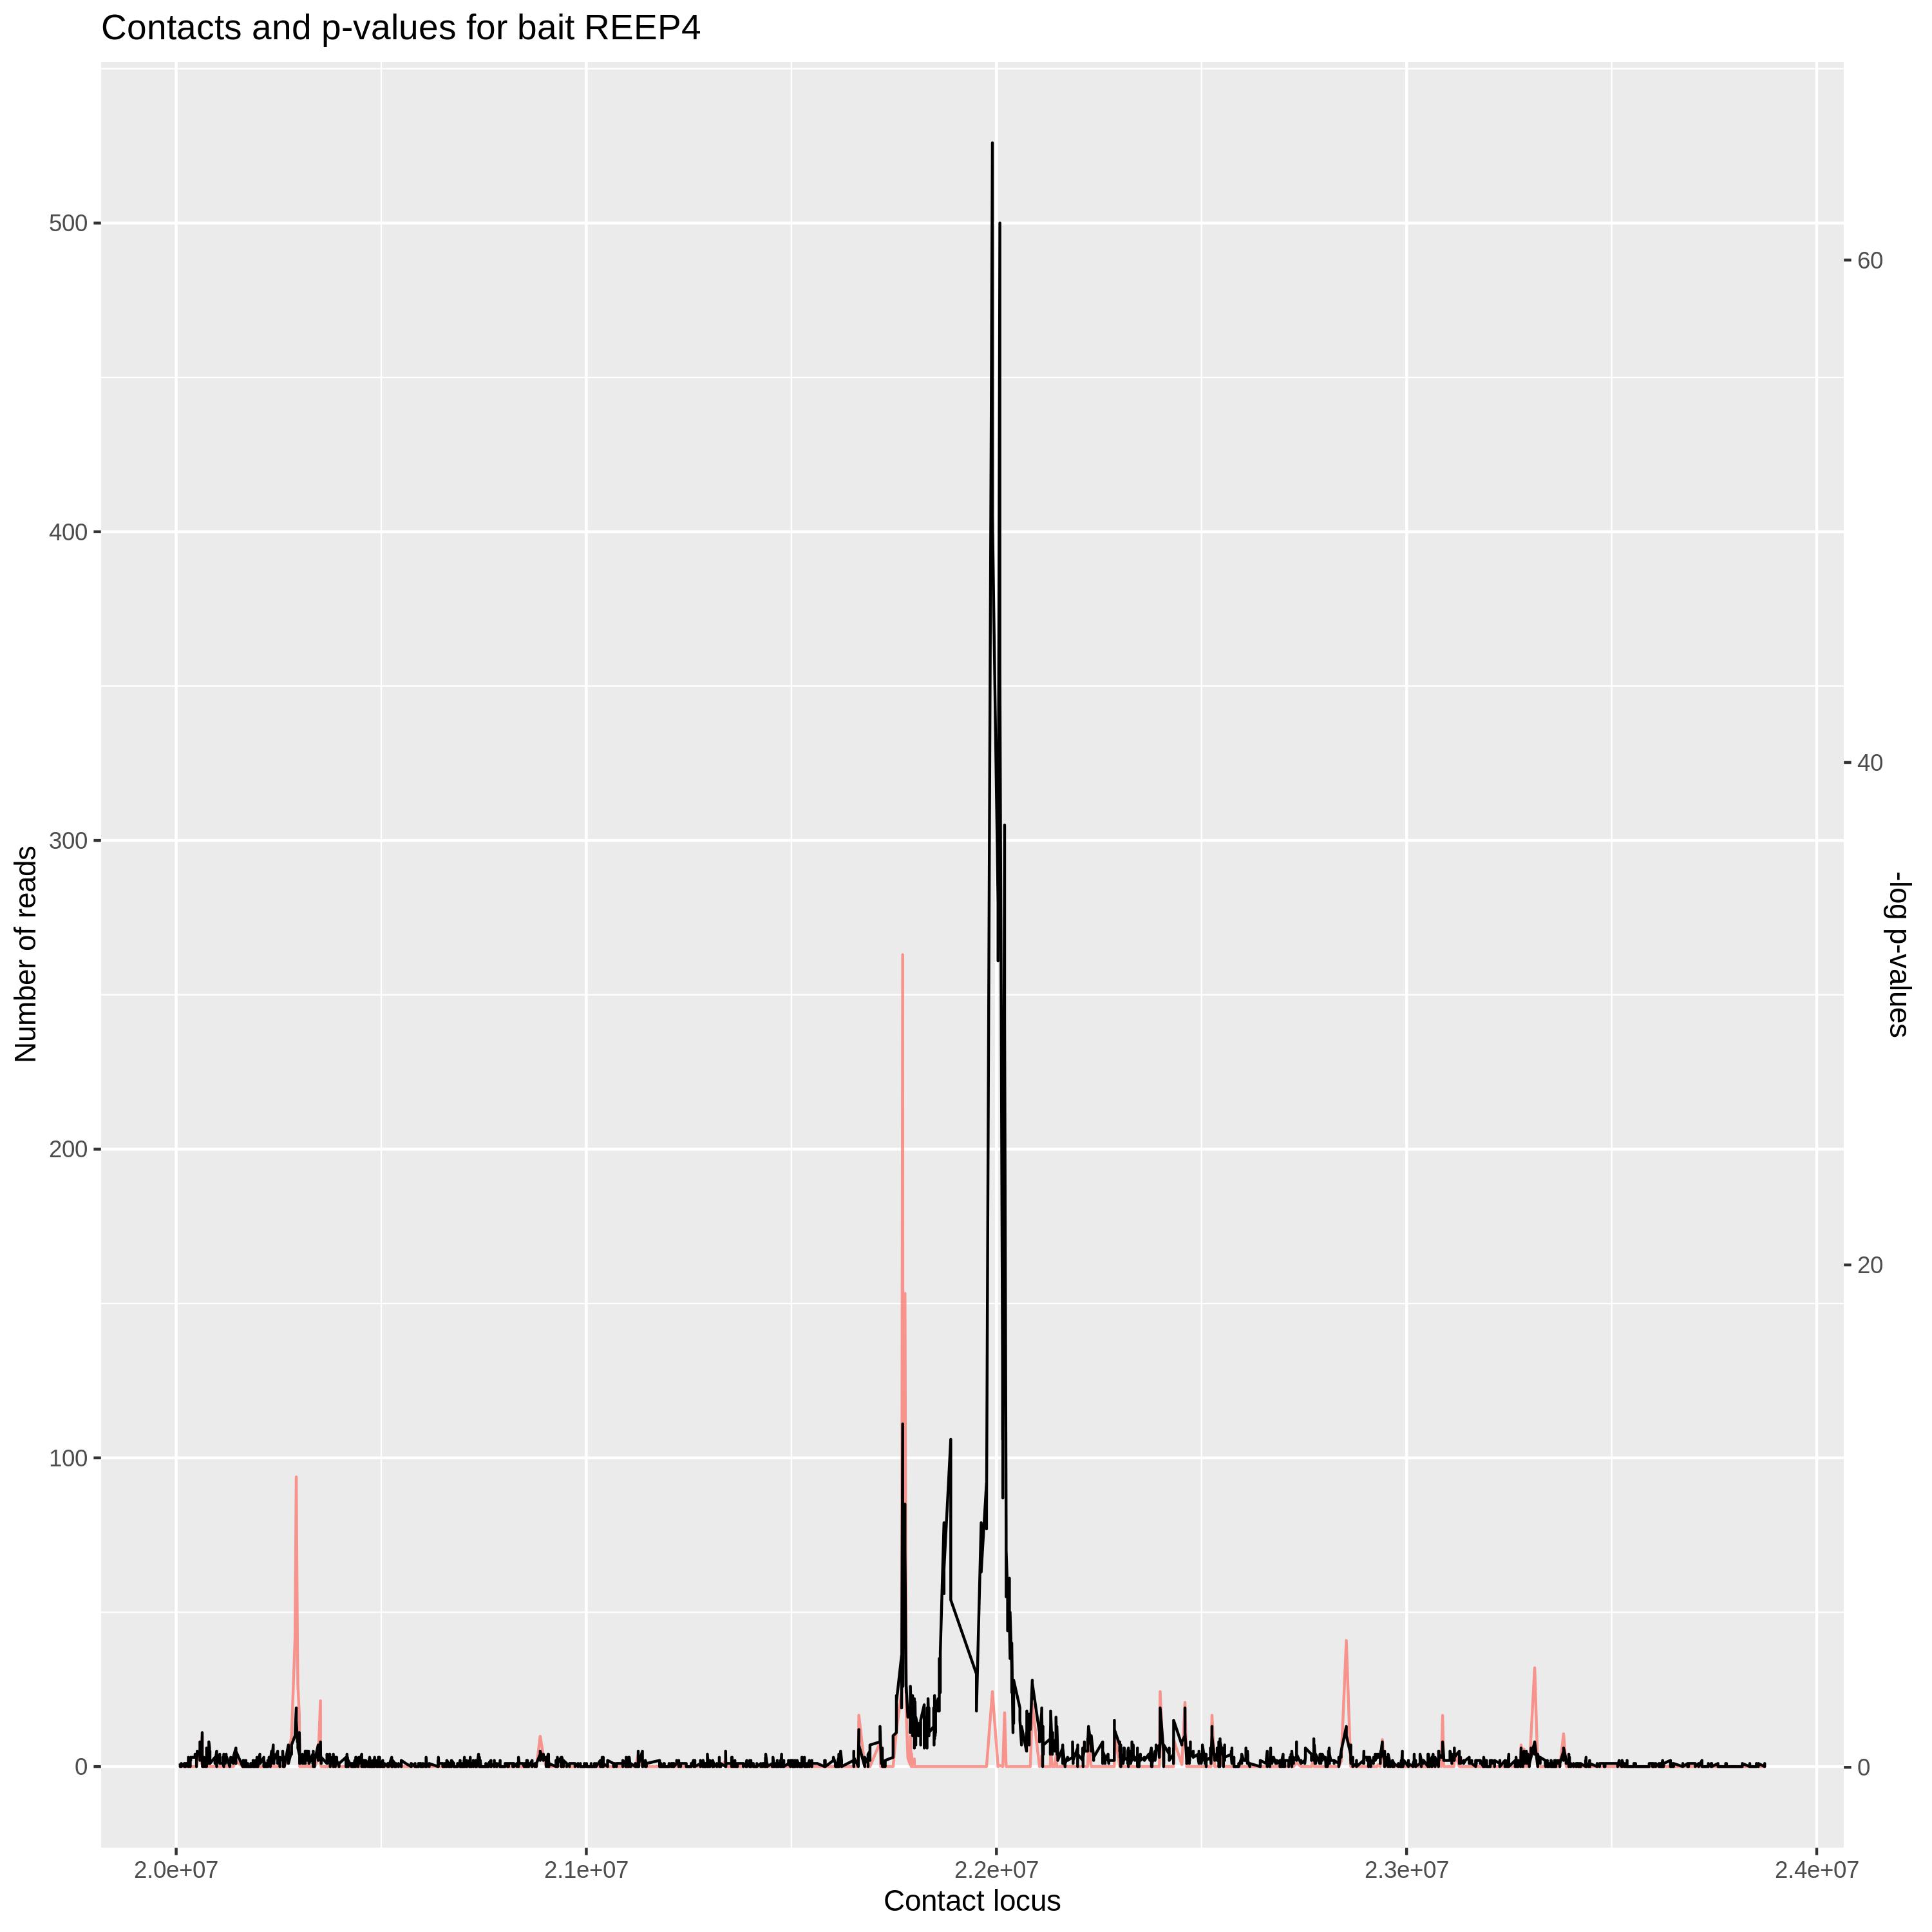 Contacts and p-values for bait REEP4
Number of reads
500
400
300
200
100
0
60
40
20
0
-log p-values
2.0e+07
2.1e+07
2.2e+07
2.3e+07
2.4e+07
Contact locus